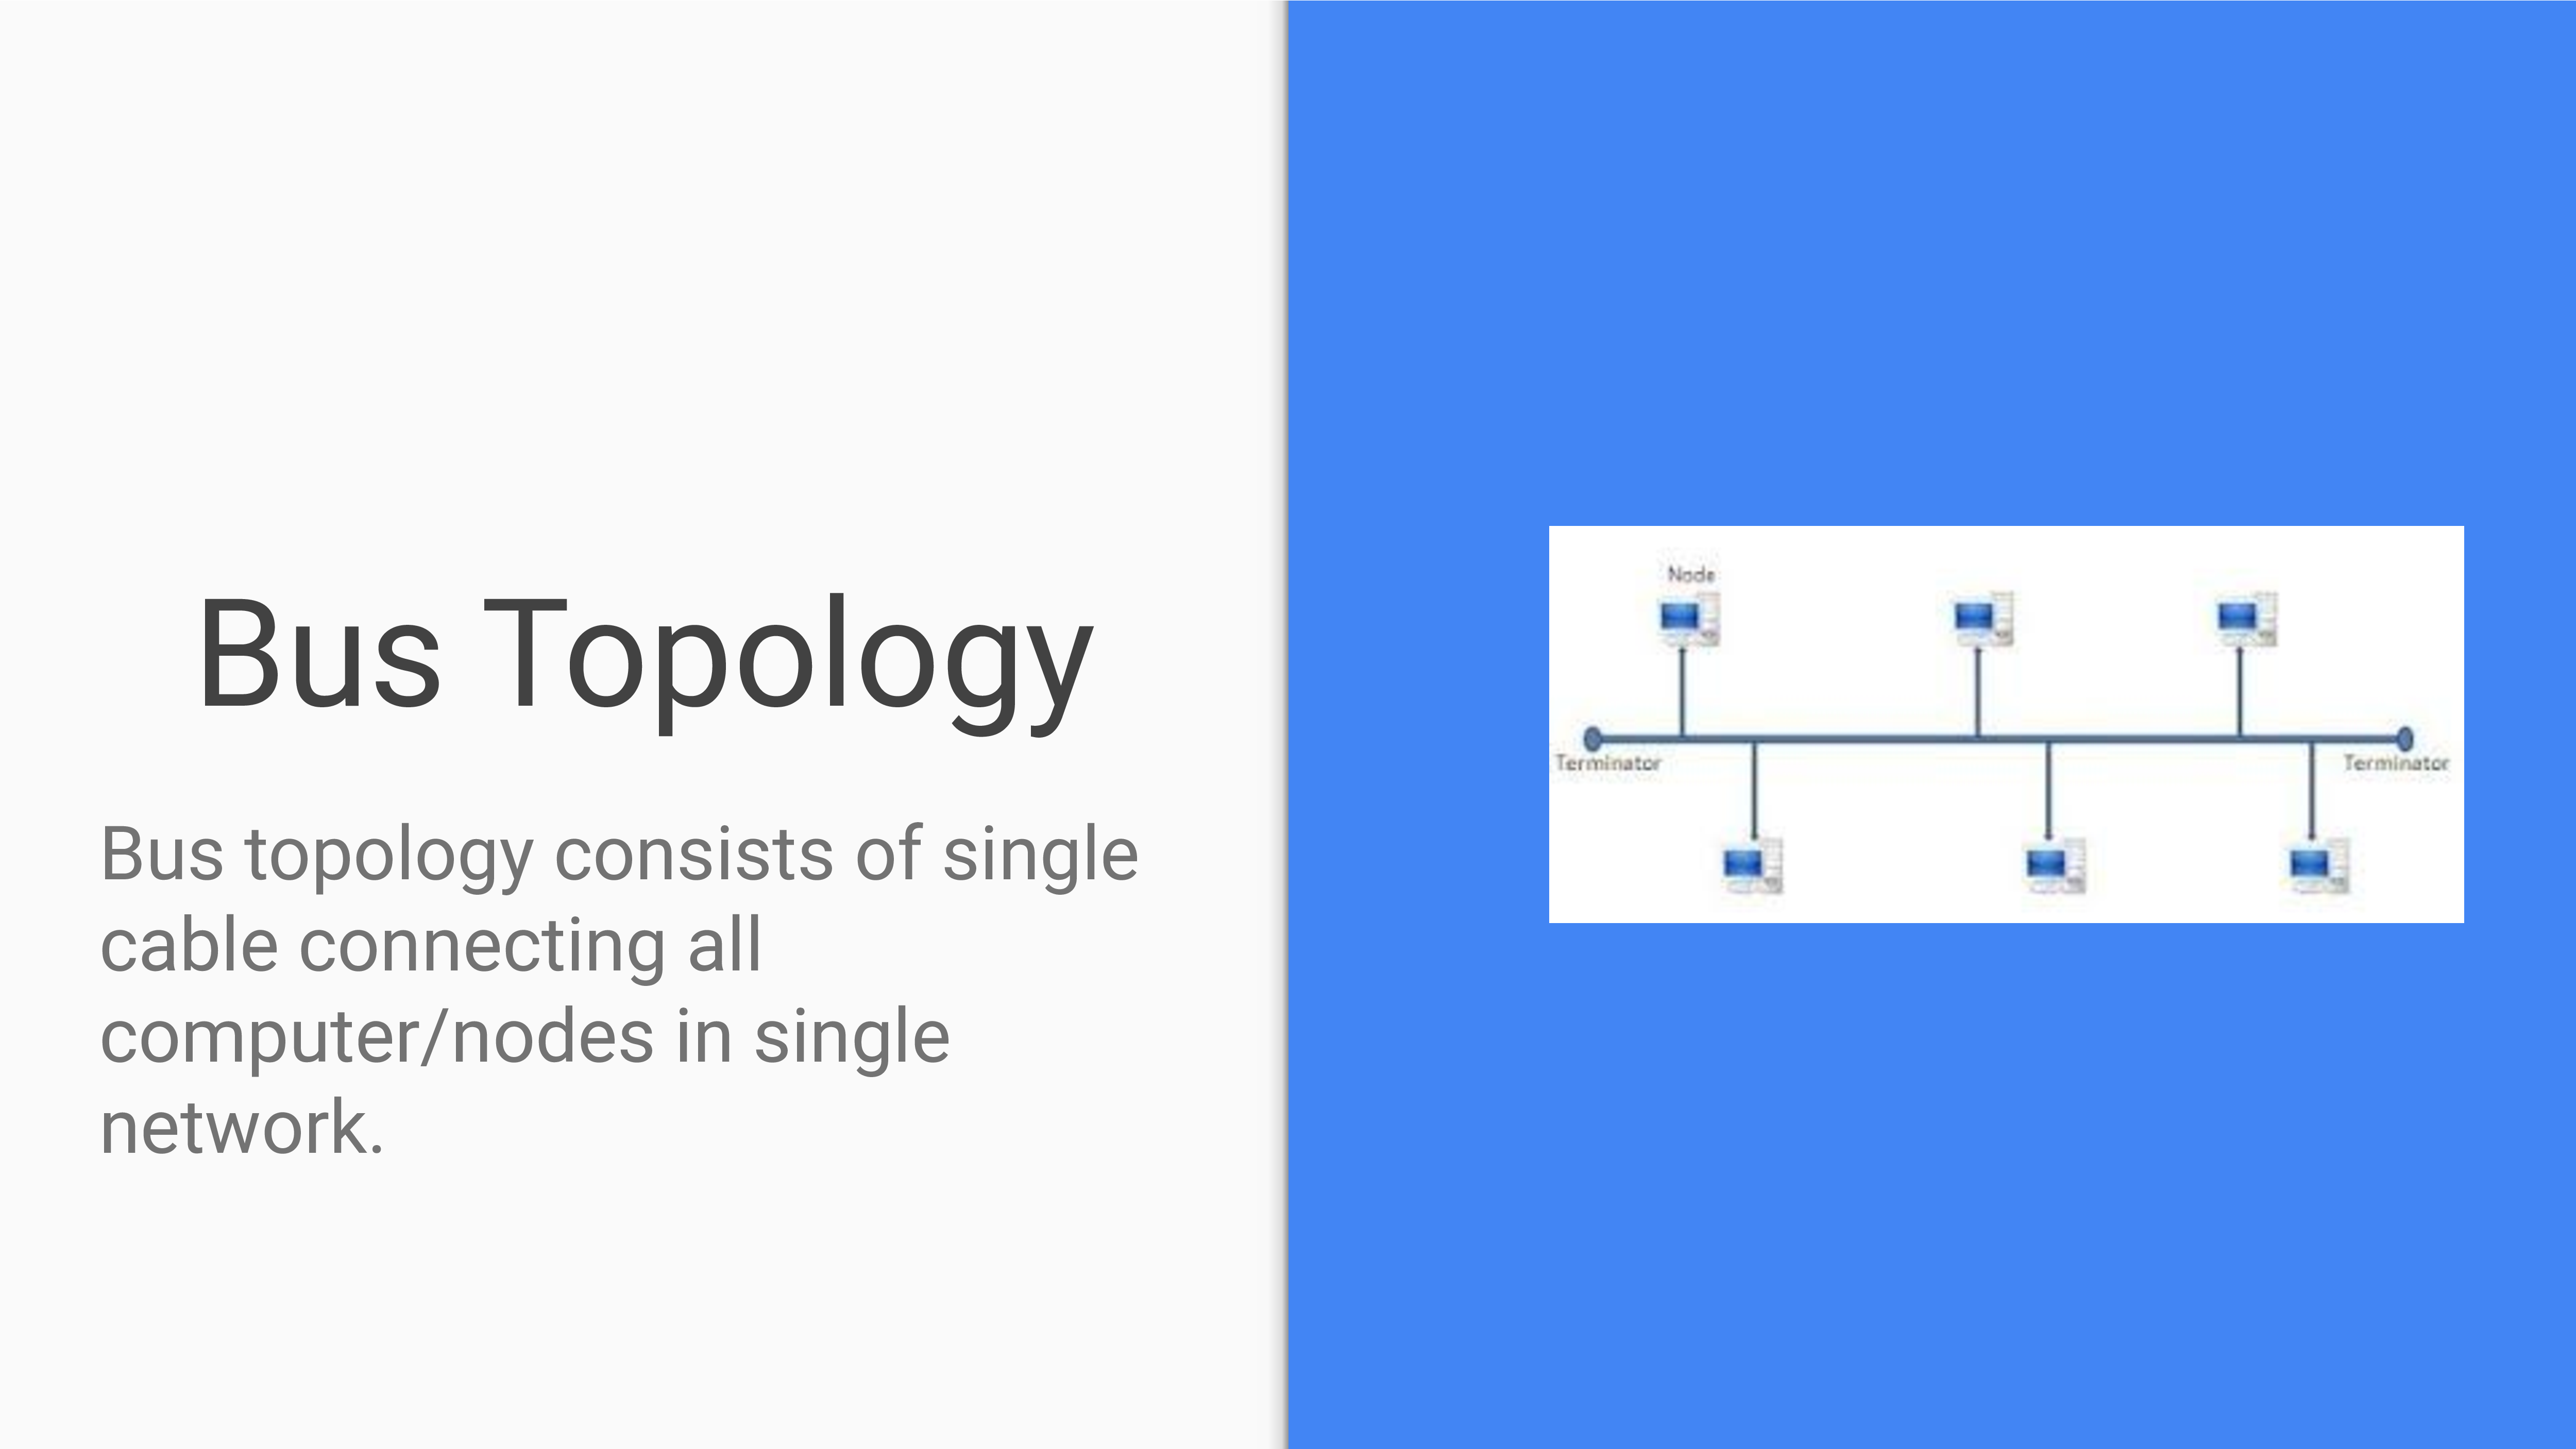 Bus Topology
Bus topology consists of single
cable connecting all
computer/nodes in single
network.
Node
Terminator
Terminator